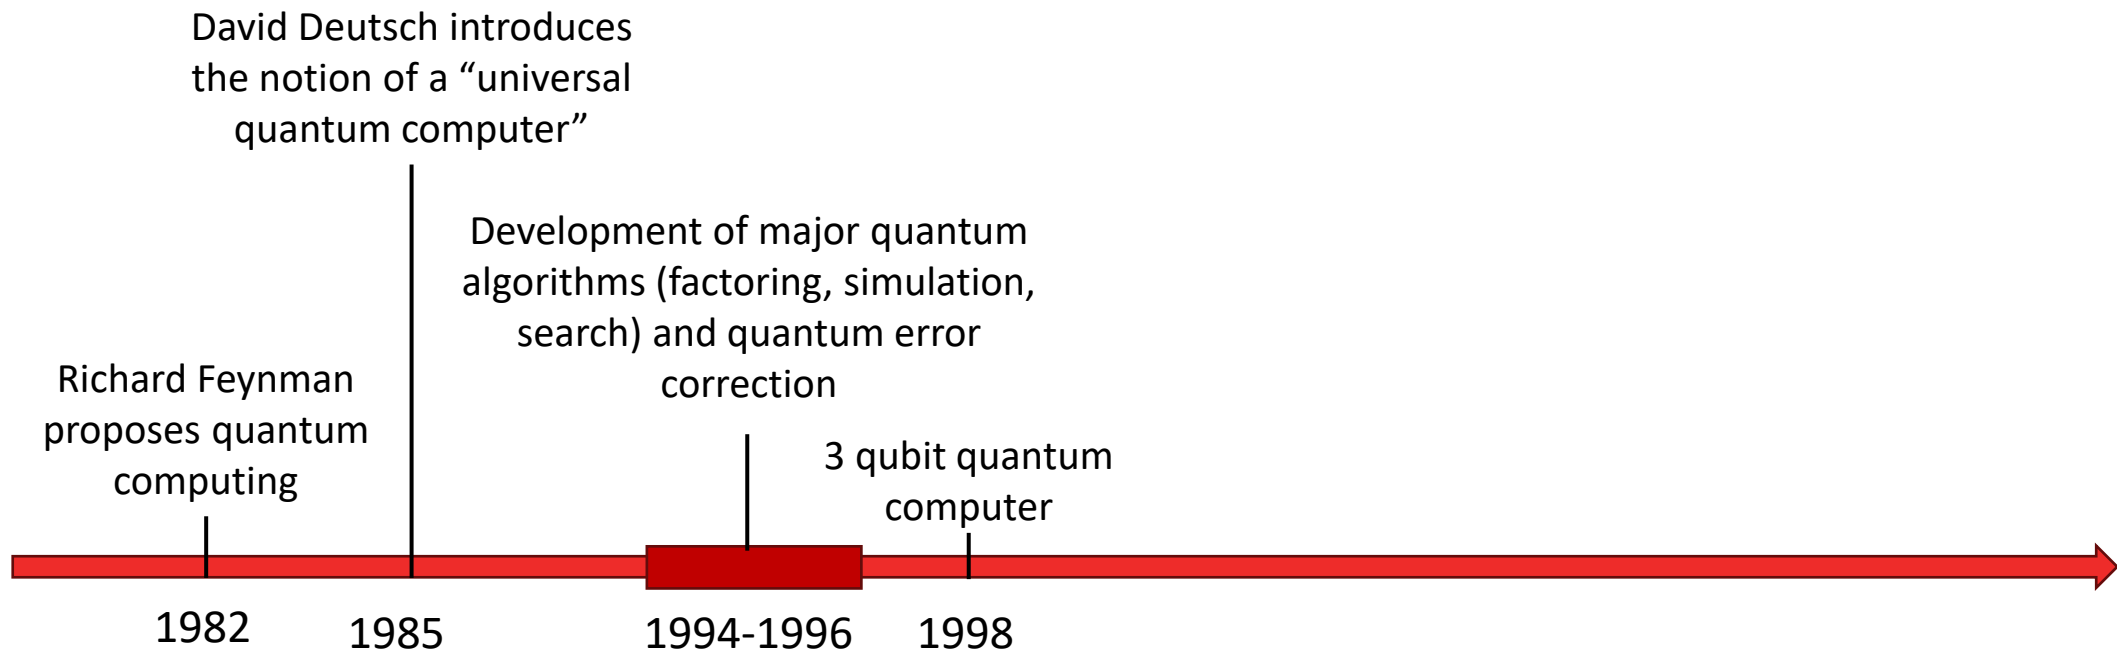 David Deutsch introduces
the notion of a “universal
quantum computer”
Development of major quantum
algorithms (factoring, simulation,
search) and quantum error
correction
Richard Feynman
proposes quantum
computing
3 qubit quantum
computer
1982
1985
1994-1996
1998